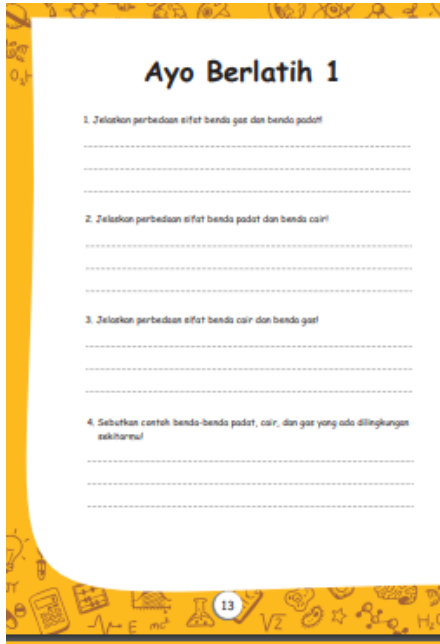 Ayo Berlatih 1
1. Jelaskan perbedaan sifat benda gas dan benda padat!
2. Jelaskan perbedaan sifat benda padat dan benda cair!
3. Jelaskan perbedaan sifat benda cair dan benda gas!
4. Sebutkan contoh benda-benda padat, cair, dan gas yang ada dilingkungan
sekitarmu!
13
E mc²
√2